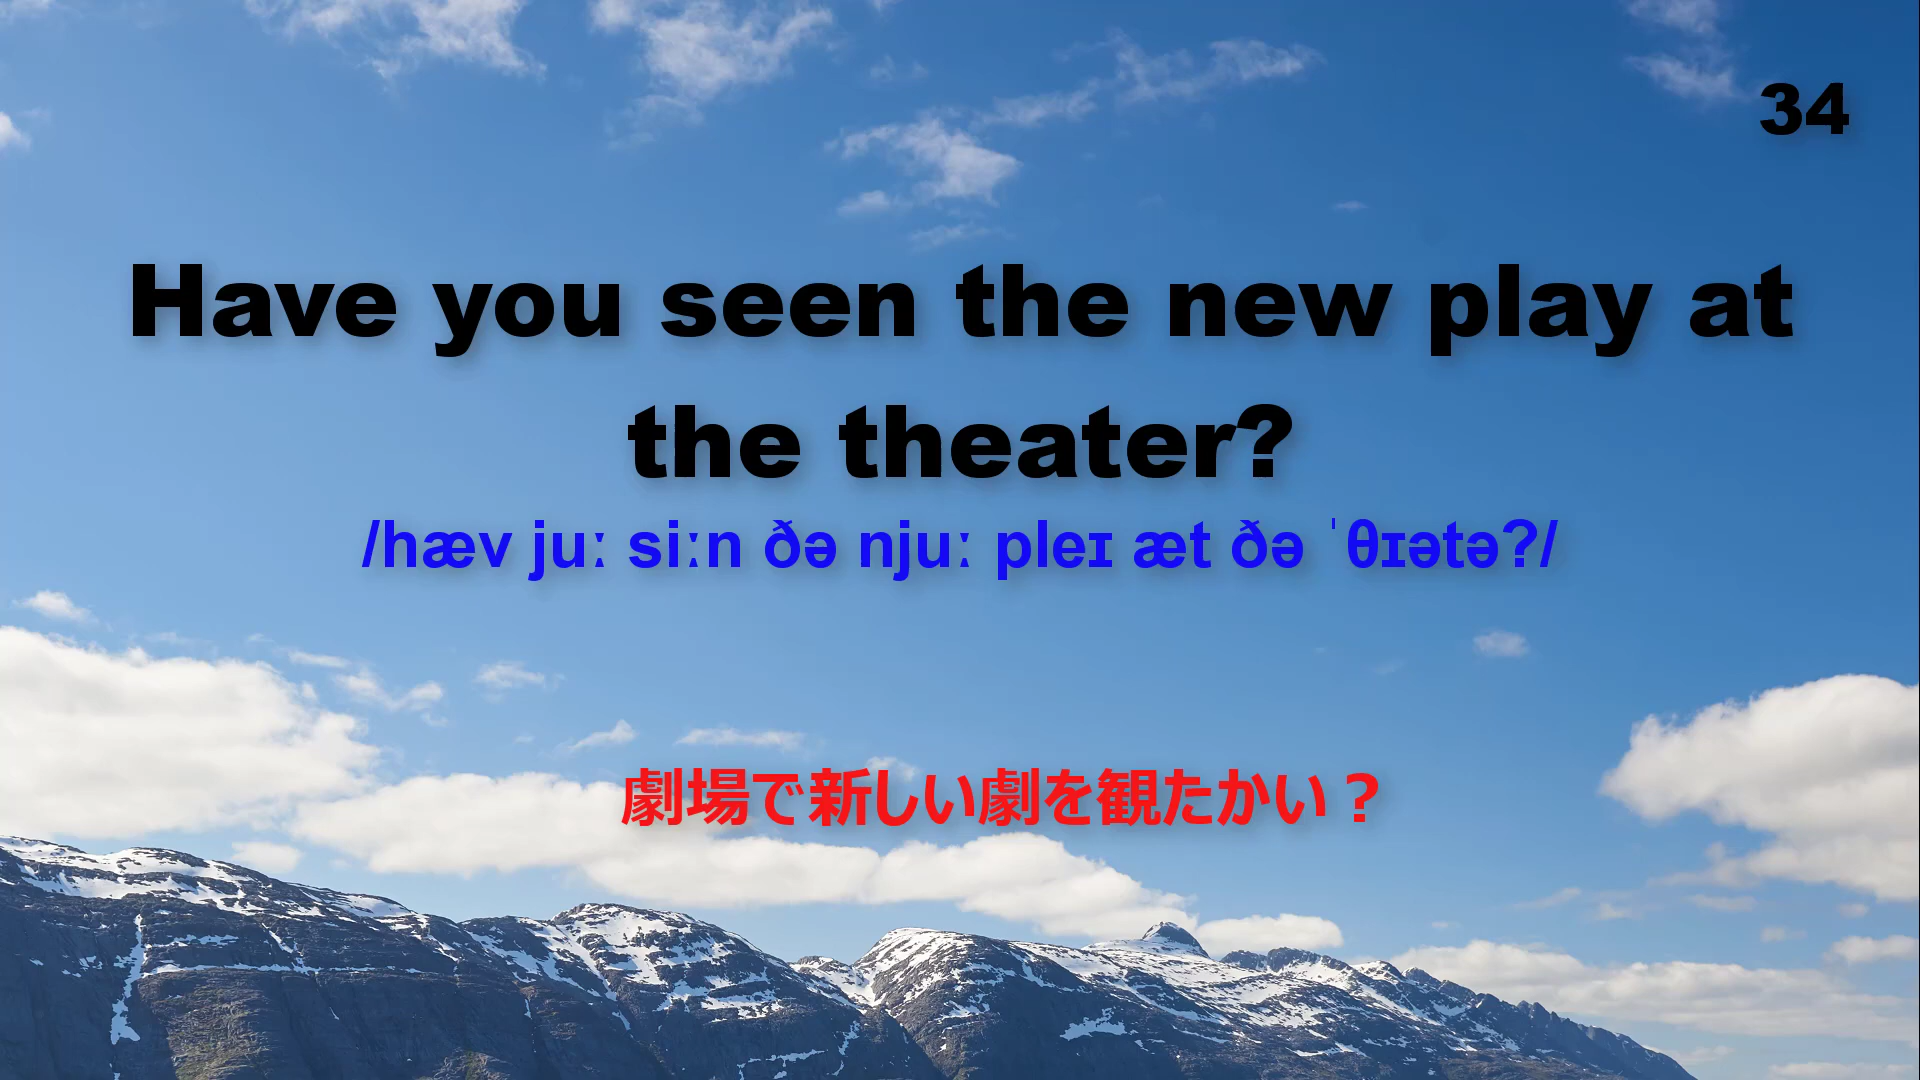 34
Have you seen the new play at
the theater?
/hæv juː siːn ðə njuː pleɪ æt ðə ˈθɪətə?/
劇場で新しい劇を観たかい？